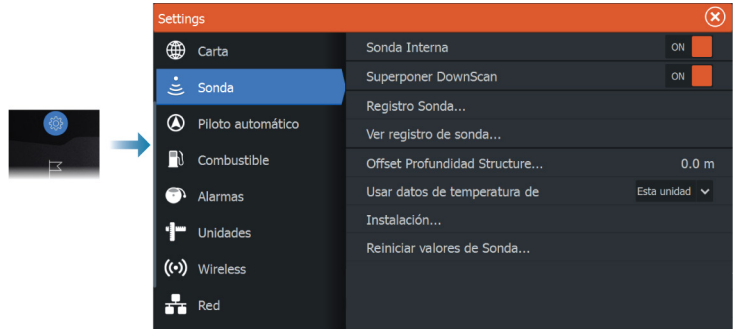 Settings
Carta
Sonda
Piloto automático
Combustible
Alarmas
Unidades
Wireless
Red
Sonda Interna ON
Superponer DownScan ON
Registro Sonda...
Ver registro de sonda...
Offset Profundidad Structure... 0.0 m
Usar datos de temperatura de Esta unidad
Instalación...
Reiniciar valores de Sonda...